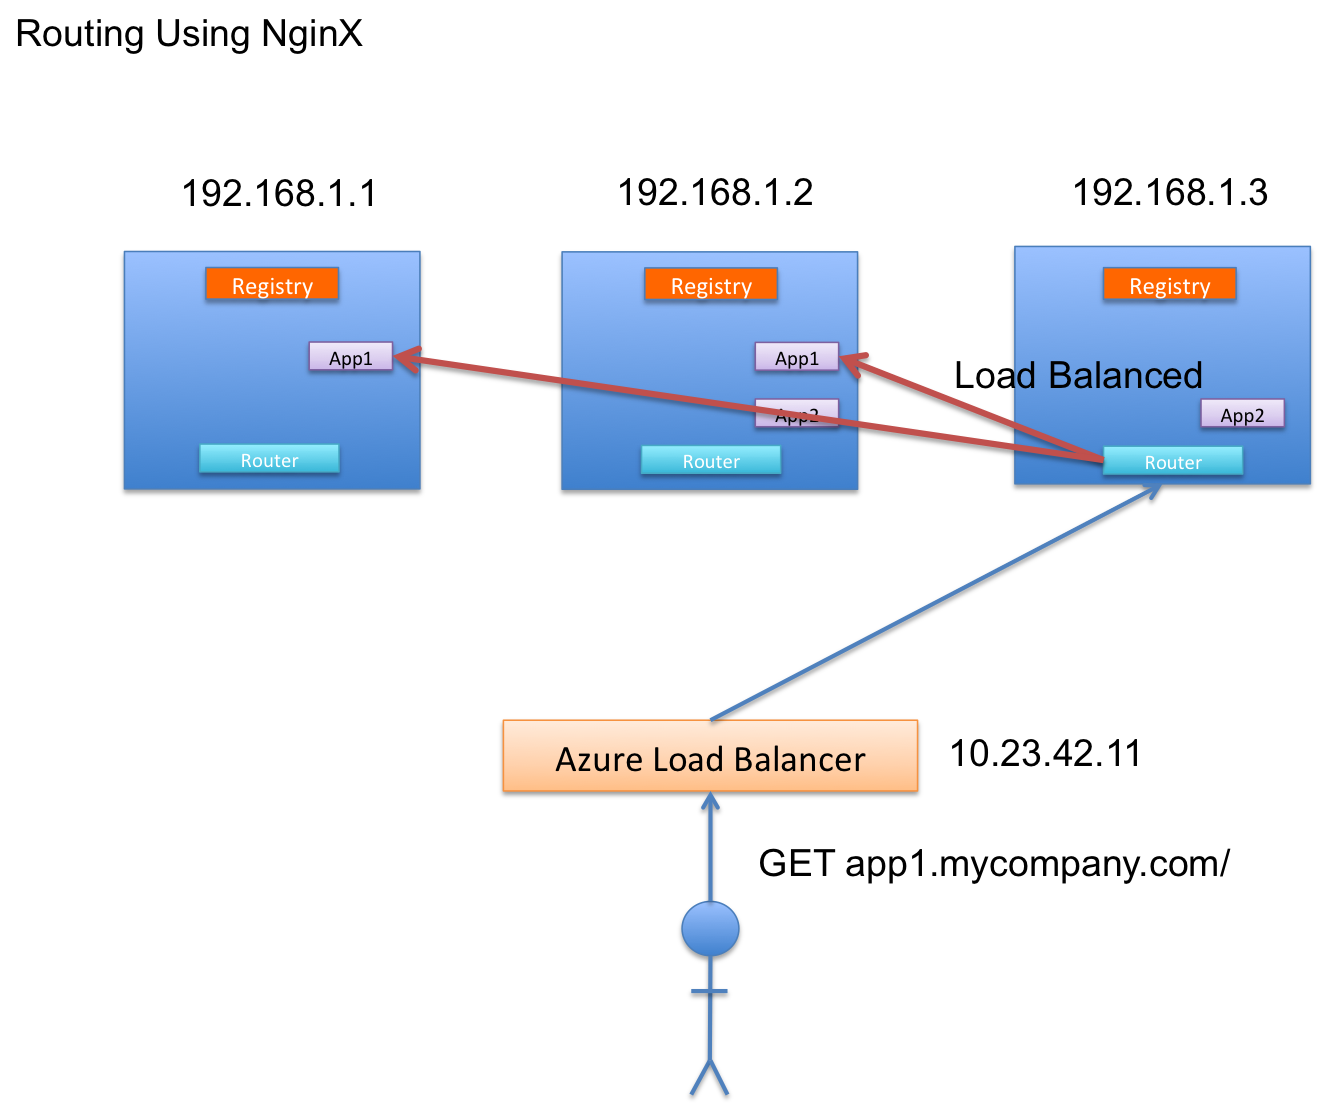 Routing Using NginX
192.168.1.1
192.168.1.2
192.168.1.3
Registry
Registry
Registry
App1
App1
Load Balanced
App2
App2
Router
Router
Router
Azure Load Balancer
10.23.42.11
GET app1.mycompany.com/